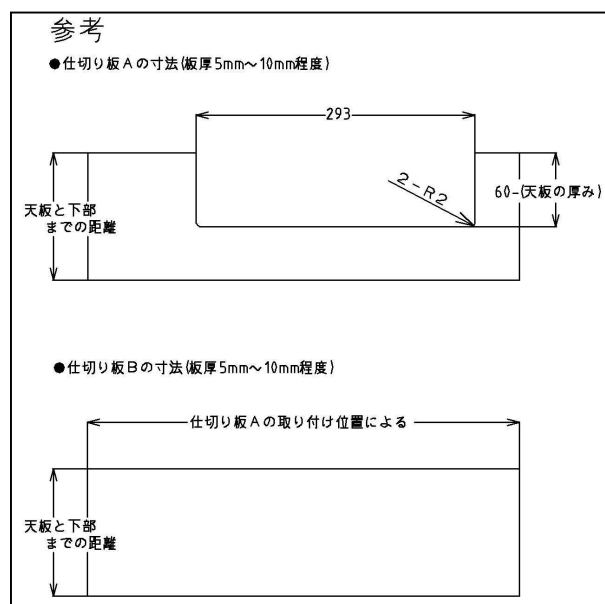 参考
●仕切り板Aの寸法(板厚5mm～10mm程度)
293
2-R2
60-(天板の厚み)
天板と下部
までの距離
●仕切り板Bの寸法(板厚5mm～10mm程度)
仕切り板Aの取り付け位置による
天板と下部
までの距離